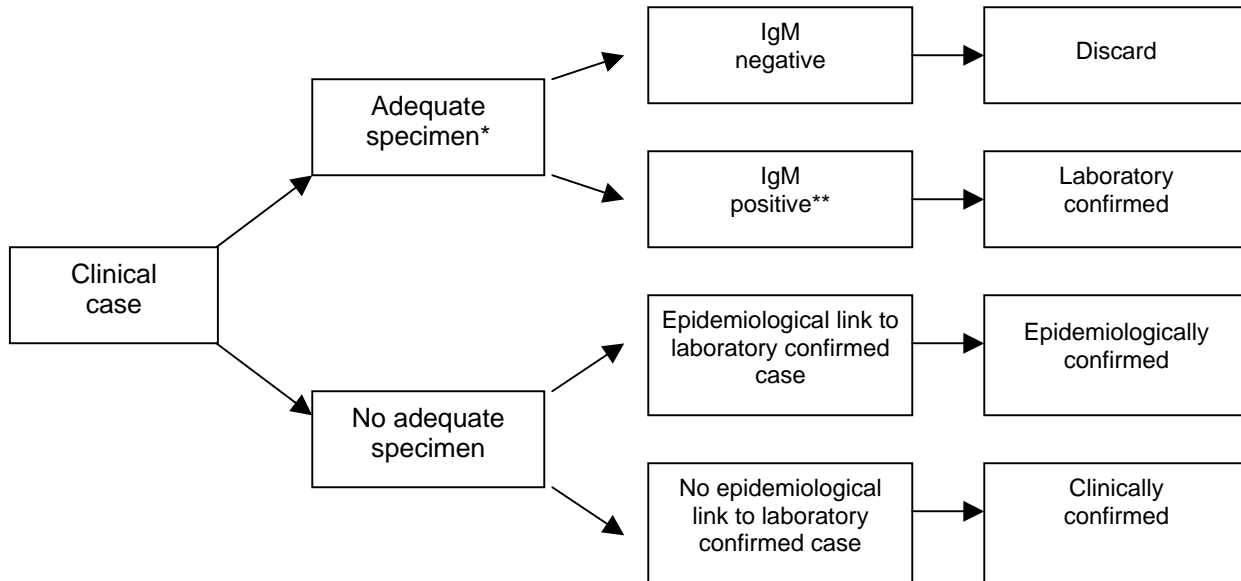 Clinical
case
Adequate
specimen*
No adequate
specimen
IgM
negative
Discard
IgM
positive**
Laboratory
confirmed
Epidemiological link to
laboratory confirmed
case
Epidemiologically
confirmed
No epidemiological
link to laboratory
confirmed case
Clinically
confirmed